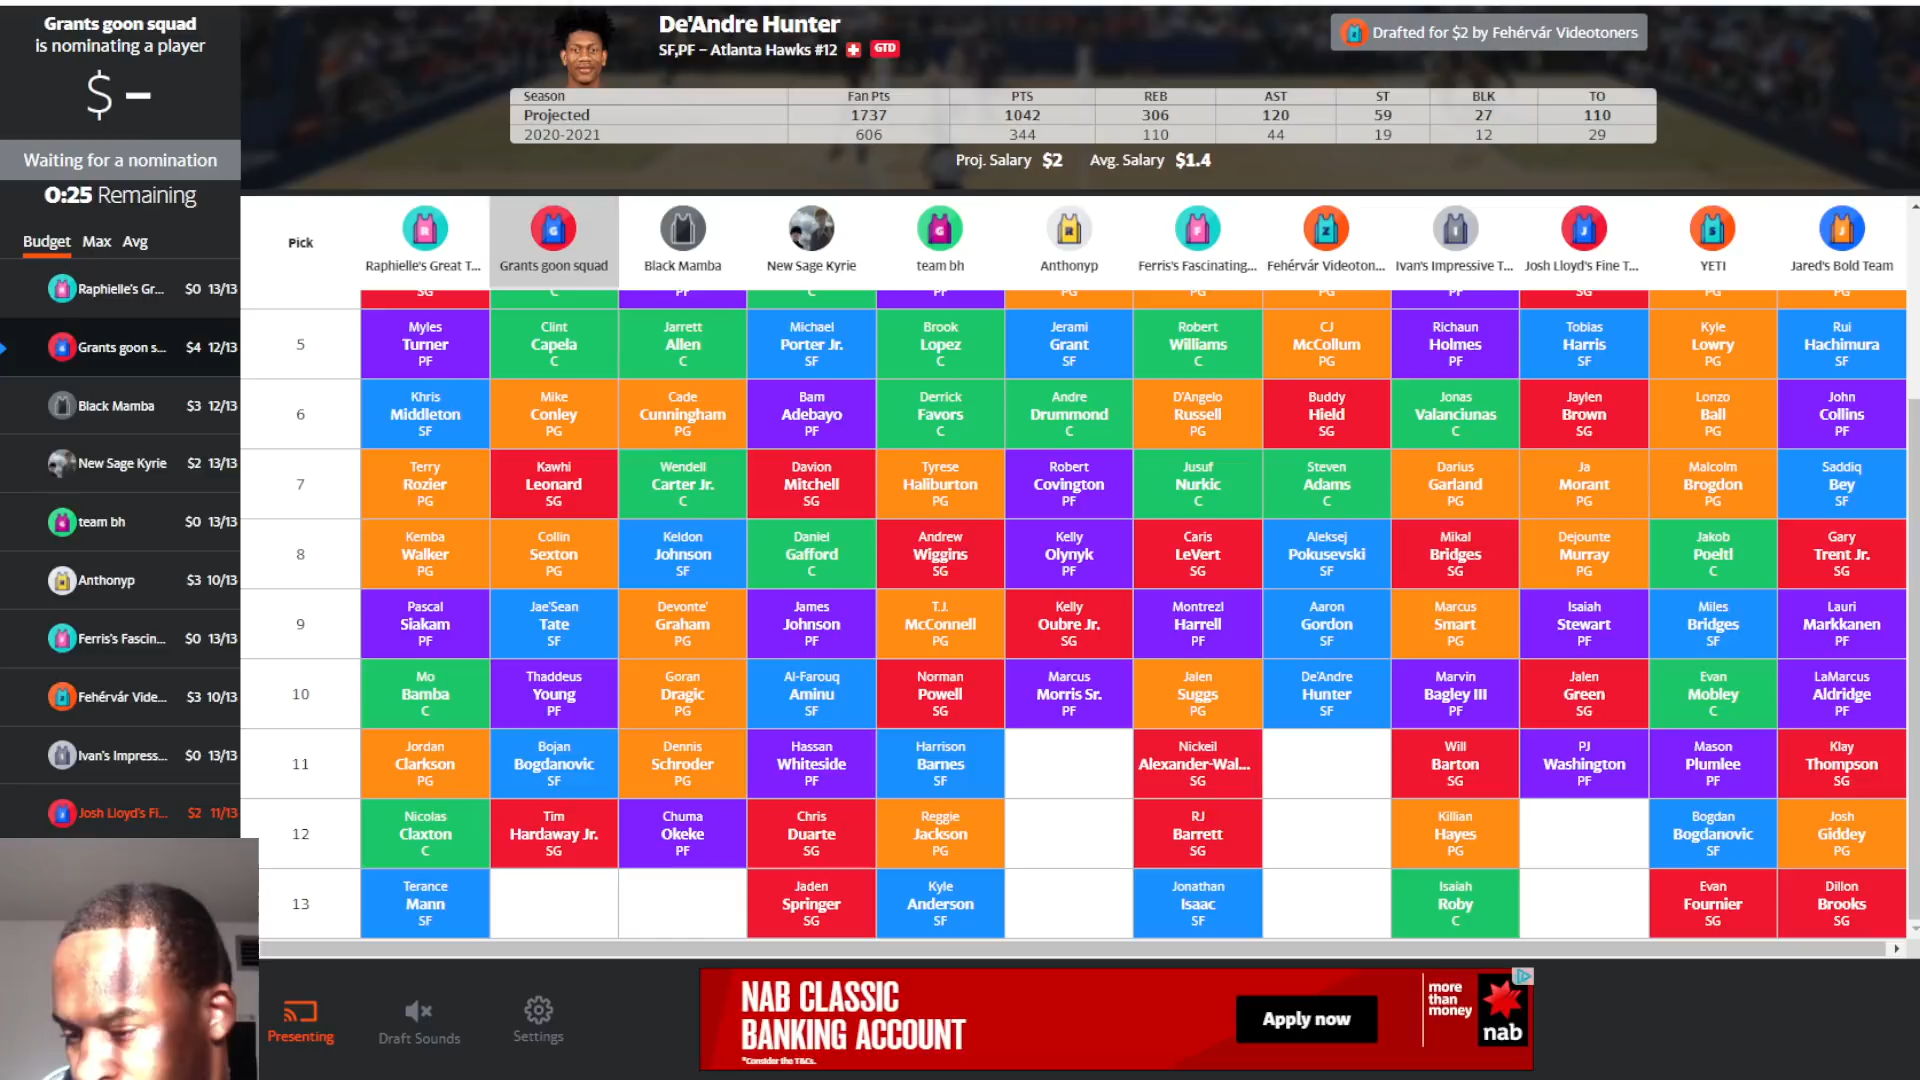 Grants goon squad
is nominating a player
$ –
Waiting for a nomination
0:25 Remaining
Budget Max Avg
Raphielle's Gr... $0 13/13
Grants goon s... $4 12/13
Black Mamba $3 12/13
New Sage Kyrie $2 13/13
team bh $0 13/13
Anthonyp $3 10/13
Ferris's Fascin... $0 13/13
Fehérvár Vide... $3 10/13
Ivan's Impress... $0 13/13
Josh Lloyd's Fi... $2 11/13
De'Andre Hunter
SF,PF – Atlanta Hawks #12 GTD
Drafted for $2 by Fehérvár Videotoners
Season Fan Pts PTS REB AST ST BLK TO
Projected 1737 1042 306 120 59 27 110
2020-2021 606 344 110 44 19 12 29
Proj. Salary $2 Avg. Salary $1.4
Pick Raphielle's Great T... Grants goon squad Black Mamba New Sage Kyrie team bh Anthonyp Ferris's Fascinating... Fehérvár Videoton... Ivan's Impressive T... Josh Lloyd's Fine T... YETI Jared's Bold Team
SG C PF C PF PG PG PG PF SG PG PG
Myles Clint Jarrett Michael Brook Jerami Robert CJ Richaun Tobias Kyle Rui
5 Turner Capela Allen Porter Jr. Lopez Grant Williams McCollum Holmes Harris Lowry Hachimura
PF C C SF C SF C PG PF SF PG SF
Khris Mike Cade Bam Derrick Andre D'Angelo Buddy Jonas Jaylen Lonzo John
6 Middleton Conley Cunningham Adebayo Favors Drummond Russell Hield Valanciunas Brown Ball Collins
SF PG PG PF C C PG SG C SG PG PF
Terry Kawhi Wendell Davion Tyrese Robert Jusuf Steven Darius Ja Malcolm Saddiq
7 Rozier Leonard Carter Jr. Mitchell Haliburton Covington Nurkic Adams Garland Morant Brogdon Bey
PG SG C SG PG PF C C PG PG PG SF
Kemba Collin Keldon Daniel Andrew Kelly Caris Aleksej Mikal Dejounte Jakob Gary
8 Walker Sexton Johnson Gafford Wiggins Olynyk LeVert Pokusevski Bridges Murray Poeltl Trent Jr.
PG PG SF C SG PF SG SF SG PG C SG
Pascal Jae'Sean Devonte' James T.J. Kelly Montrezl Aaron Marcus Isaiah Miles Lauri
9 Siakam Tate Graham Johnson McConnell Oubre Jr. Harrell Gordon Smart Stewart Bridges Markkanen
PF SF PG PF PG SG PF SF PG PF SF PF
Mo Thaddeus Goran Al-Farouq Norman Marcus Jalen De'Andre Marvin Jalen Evan LaMarcus
10 Bamba Young Dragic Aminu Powell Morris Sr. Suggs Hunter Bagley III Green Mobley Aldridge
C PF PG SF SG PF PG SF PF SG C PF
Jordan Bojan Dennis Hassan Harrison Nickeil Will PJ Mason Klay
11 Clarkson Bogdanovic Schroder Whiteside Barnes Alexander-Wal... Barton Washington Plumlee Thompson
PG SF PG PF SF SG SG PF PF SG
Nicolas Tim Chuma Chris Reggie RJ Killian Bogdan Josh
12 Claxton Hardaway Jr. Okeke Duarte Jackson Barrett Hayes Bogdanovic Giddey
C SG PF SG PG SG PG SF PG
Terance Jaden Kyle Jonathan Isaiah Evan Dillon
13 Mann Springer Anderson Isaac Roby Fournier Brooks
SF SG SF SF C SG SG
Presenting Draft Sounds Settings
NAB CLASSIC
BANKING ACCOUNT
*Consider the T&Cs.
Apply now
more
than
money
nab